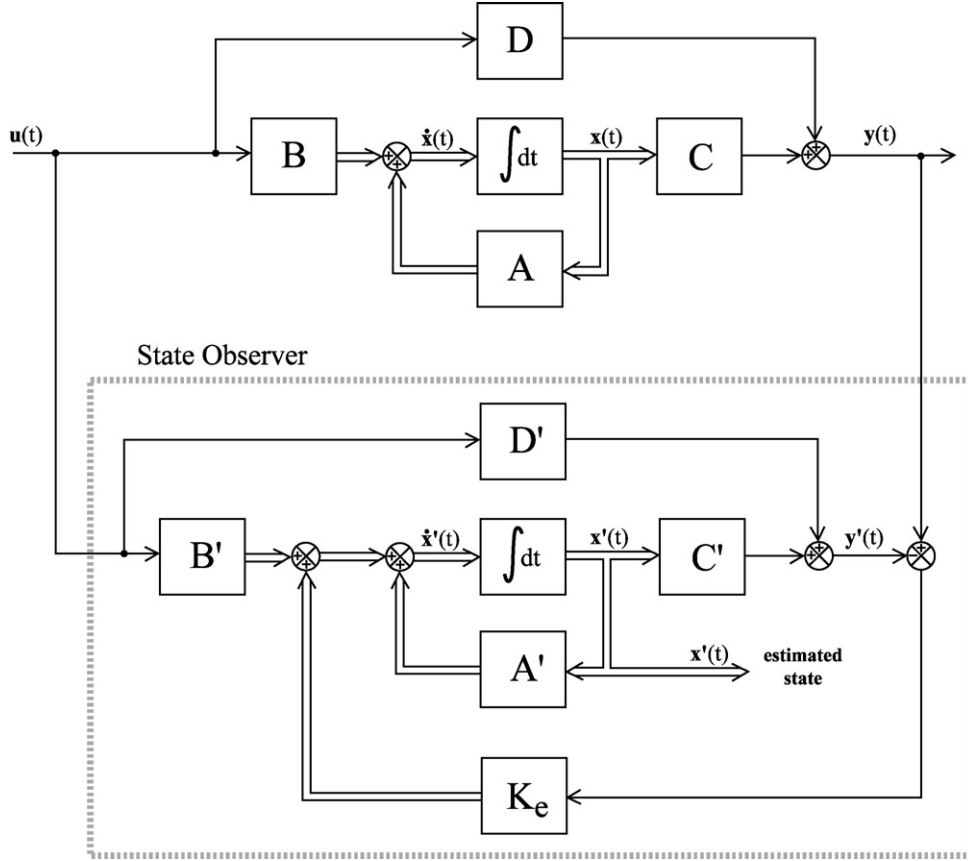 D
u(t)
B
ẋ(t)
∫dt
x(t)
C
y(t)
A
State Observer
D'
B'
ẋ'(t)
∫dt
x'(t)
C'
y'(t)
A'
x'(t)
estimated
state
Ke